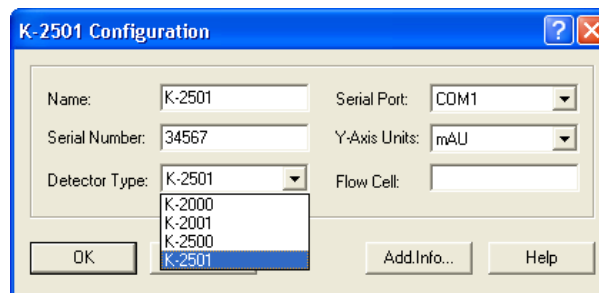 K-2501 Configuration
Name: K-2501 Serial Port: COM1
Serial Number: 34567 Y-Axis Units: mAU
Detector Type: K-2501 Flow Cell:
K-2000
K-2001
K-2500
K-2501
OK Add.Info... Help